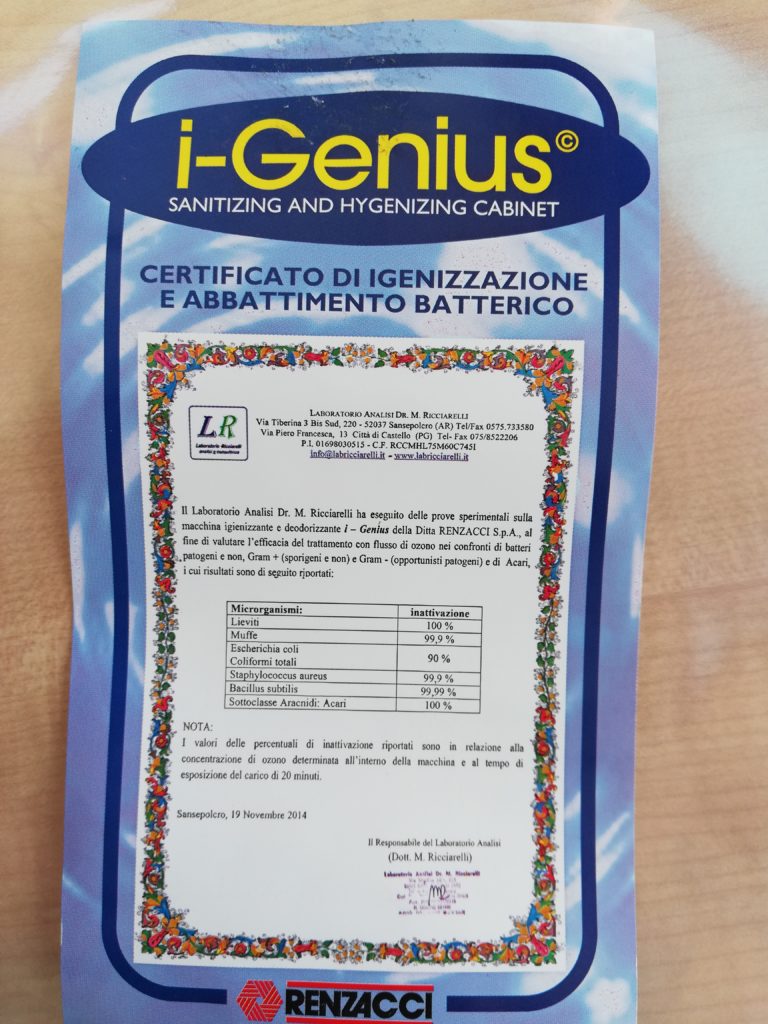 i-Genius©
SANITIZING AND HYGENIZING CABINET
CERTIFICATO DI IGENIZZAZIONE
E ABBATTIMENTO BATTERICO
LR
Laboratorio Ricciarelli
analisi e consulenze
LABORATORIO ANALISI DR. M. RICCIARELLI
Via Tiberina 3 Bis Sud, 220 - 52037 Sansepolcro (AR) Tel/Fax 0575.733580
Via Piero Francesca, 13 Città di Castello (PG) Tel- Fax 075/8522206
P.I. 01698030515 - C.F. RCCMHL75M60C745I
info@labricciarelli.it - www.labricciarelli.it
Il Laboratorio Analisi Dr. M. Ricciarelli ha eseguito delle prove sperimentali sulla
macchina igienizzante e deodorizzante i – Genius della Ditta RENZACCI S.p.A., al
fine di valutare l'efficacia del trattamento con flusso di ozono nei confronti di batteri
patogeni e non, Gram + (sporigeni e non) e Gram - (opportunisti patogeni) e di Acari,
i cui risultati sono di seguito riportati:
Microrganismi: inattivazione
Lieviti 100 %
Muffe 99,9 %
Escherichia coli
Coliformi totali 90 %
Staphylococcus aureus 99,9 %
Bacillus subtilis 99,99 %
Sottoclasse Aracnidi: Acari 100 %
NOTA:
I valori delle percentuali di inattivazione riportati sono in relazione alla
concentrazione di ozono determinata all'interno della macchina e al tempo di
esposizione del carico di 20 minuti.
Sansepolcro, 19 Novembre 2014
Il Responsabile del Laboratorio Analisi
(Dott. M. Ricciarelli)
Laboratorio Analisi Dr. M. Ricciarelli
RENZACCI